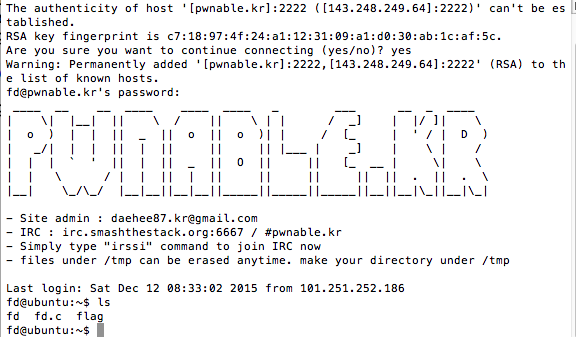 The authenticity of host '[pwnable.kr]:2222 ([143.248.249.64]:2222)' can't be es
tablished.
RSA key fingerprint is c7:18:97:4f:24:a1:12:31:09:a1:d0:30:ab:1c:af:5c.
Are you sure you want to continue connecting (yes/no)? yes
Warning: Permanently added '[pwnable.kr]:2222,[143.248.249.64]:2222' (RSA) to th
e list of known hosts.
fd@pwnable.kr's password:
PWNABLE.KR
- Site admin : daehee87.kr@gmail.com
- IRC : irc.smashthestack.org:6667 / #pwnable.kr
- Simply type "irssi" command to join IRC now
- files under /tmp can be erased anytime. make your directory under /tmp
Last login: Sat Dec 12 08:33:02 2015 from 101.251.252.186
fd@ubuntu:~$ ls
fd fd.c flag
fd@ubuntu:~$